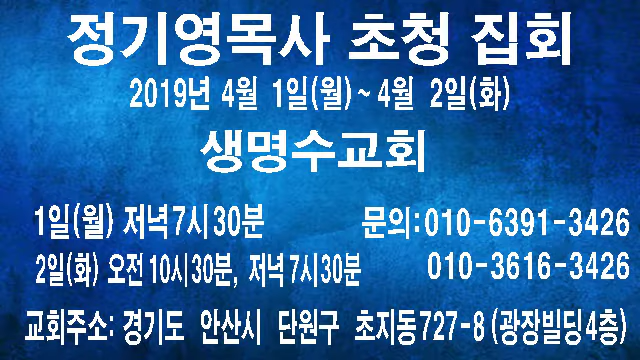 정기영목사 초청 집회
2019년 4월 1일(월)~4월 2일(화)
생명수교회
1일(월) 저녁7시30분 문의:010-6391-3426
2일(화) 오전10시30분, 저녁7시30분 010-3616-3426
교회주소: 경기도 안산시 단원구 초지동727-8(광장빌딩4층)